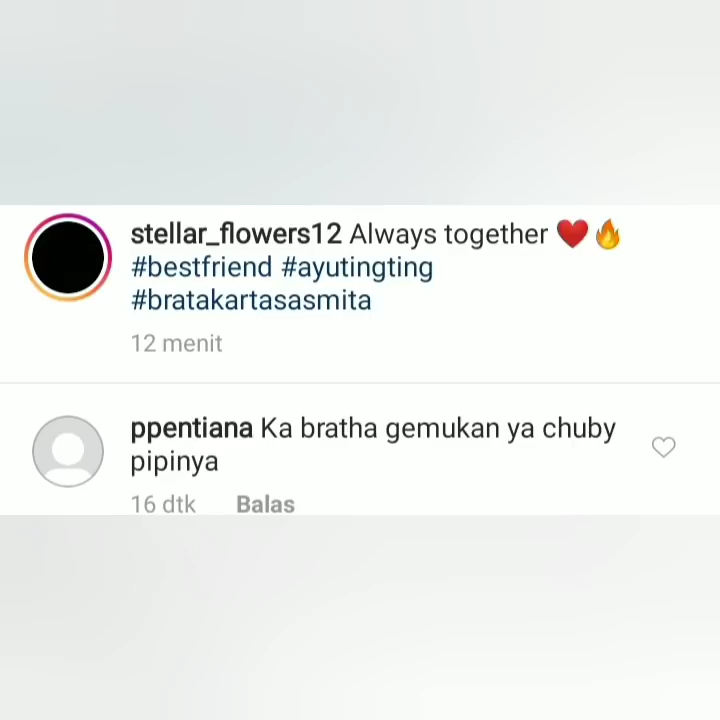 stellar_flowers12 Always together ❤️🔥
#bestfriend #ayutingting
#bratakartasasmita
12 menit
ppentiana Ka bratha gemukan ya chuby
pipinya
16 dtk Balas